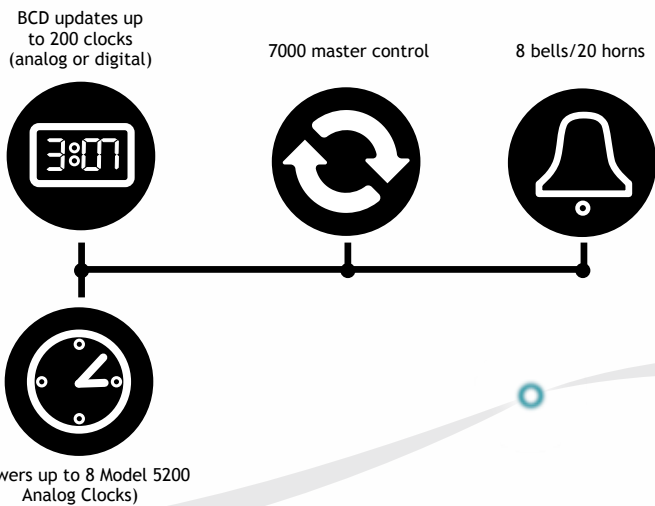 BCD updates up
to 200 clocks
(analog or digital)
7000 master control
8 bells/20 horns
3:07
wers up to 8 Model 5200
Analog Clocks)